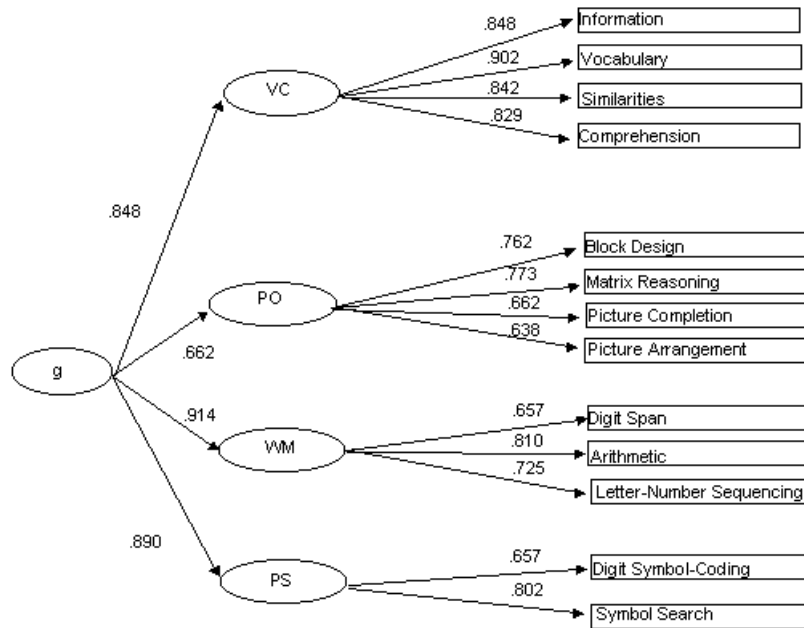 .848
Information
.902
Vocabulary
VC
.842
Similarities
.829
Comprehension
.848
.762
Block Design
.773
Matrix Reasoning
PO
.662
Picture Completion
.638
Picture Arrangement
.662
g
.914
.657
Digit Span
WM
.810
Arithmetic
.725
Letter-Number Sequencing
.890
.657
Digit Symbol-Coding
PS
.802
Symbol Search